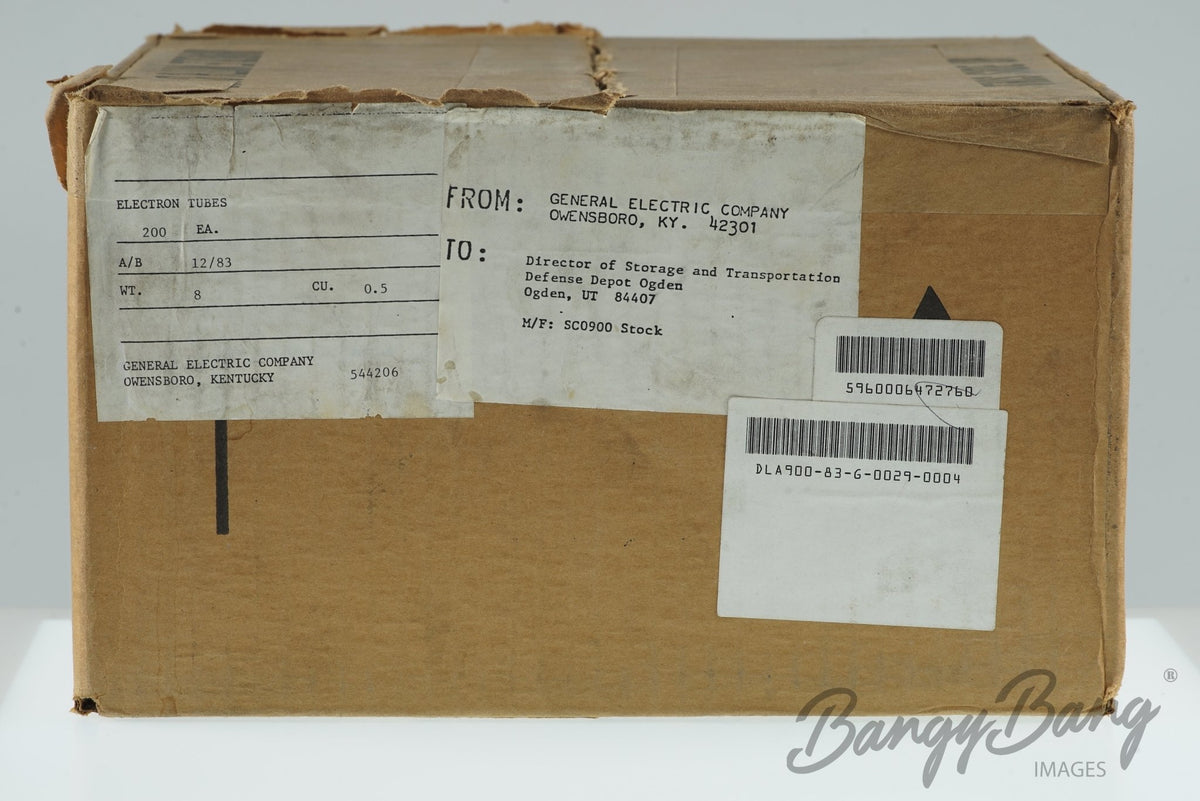 ELECTRON TUBES
200 EA.
A/B 12/83
WT. 8 CU. 0.5
GENERAL ELECTRIC COMPANY
OWENSBORO, KENTUCKY 544206
FROM: GENERAL ELECTRIC COMPANY
OWENSBORO, KY. 42301
TO: Director of Storage and Transportation
Defense Depot Ogden
Ogden, UT 84407
M/F: SC0900 Stock
5960006472760
DLA900-83-G-0029-0004
BangyBang ®
IMAGES